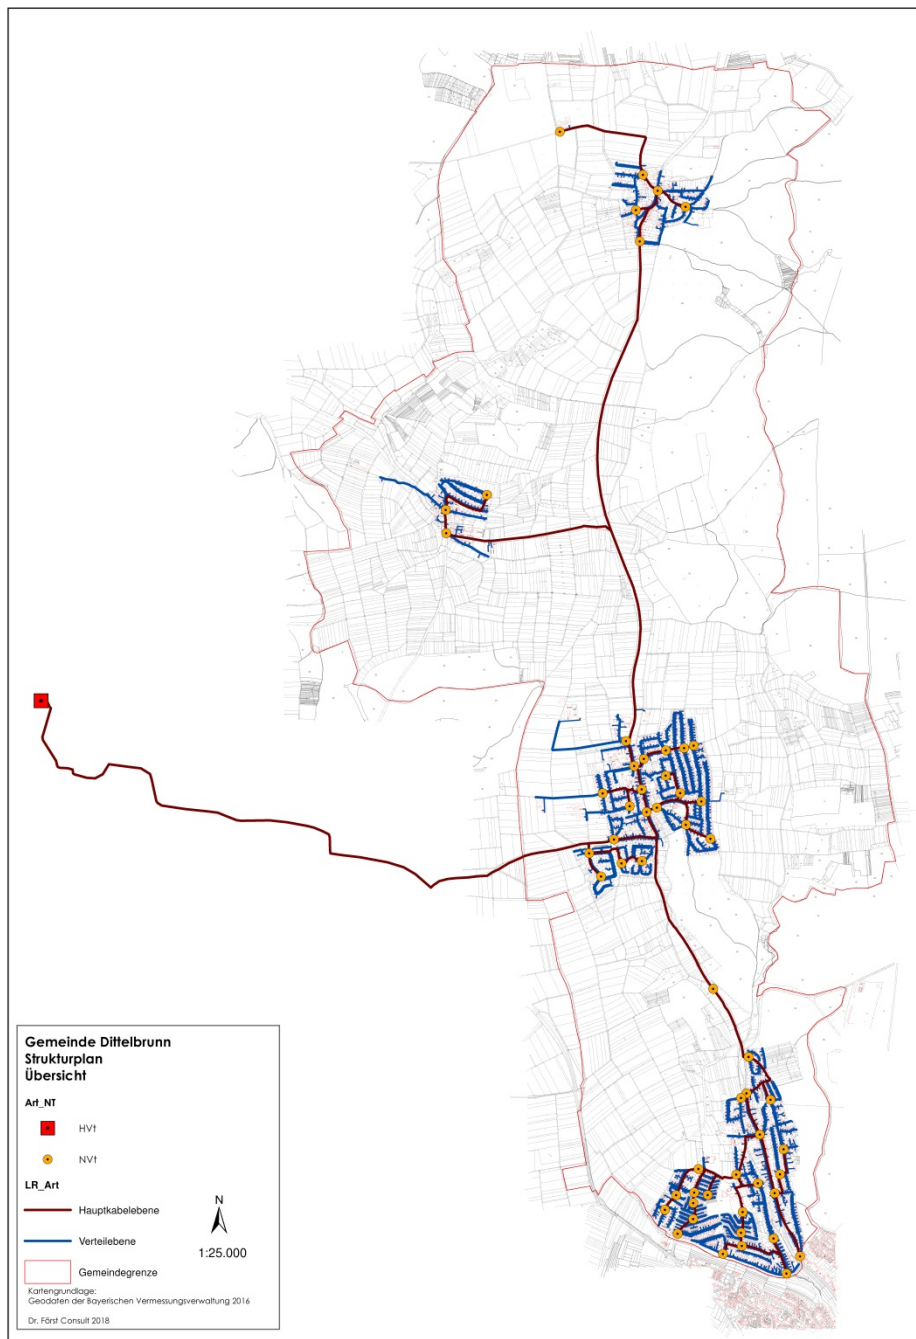 Gemeinde Dittelbrunn
Strukturplan
Übersicht
Art_NT
HVt
NVt
LR_Art
Hauptkabelebene
Verteilebene
Gemeindegrenze
N
1:25.000
Kartengrundlage:
Geodaten der Bayerischen Vermessungsverwaltung 2016
Dr. Först Consult 2018